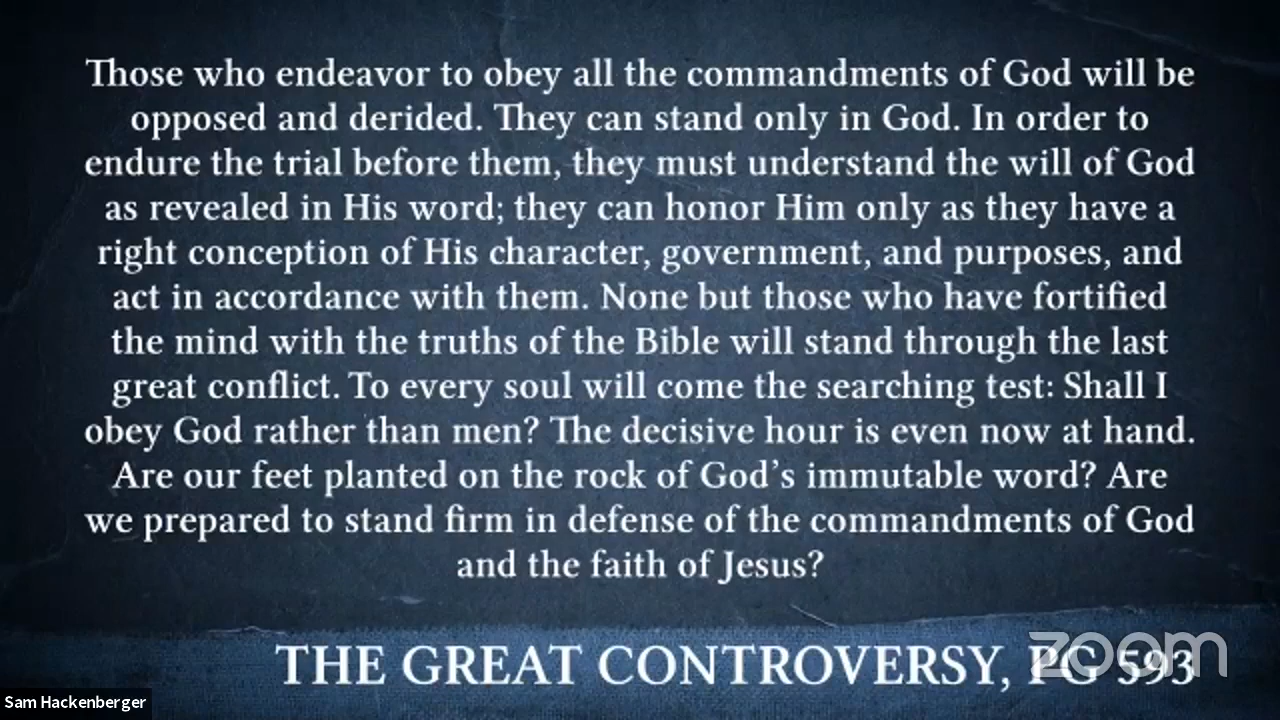 Those who endeavor to obey all the commandments of God will be
opposed and derided. They can stand only in God. In order to
endure the trial before them, they must understand the will of God
as revealed in His word; they can honor Him only as they have a
right conception of His character, government, and purposes, and
act in accordance with them. None but those who have fortified
the mind with the truths of the Bible will stand through the last
great conflict. To every soul will come the searching test: Shall I
obey God rather than men? The decisive hour is even now at hand.
Are our feet planted on the rock of God’s immutable word? Are
we prepared to stand firm in defense of the commandments of God
and the faith of Jesus?
THE GREAT CONTROVERSY, PG 593
zoom
Sam Hackenberger